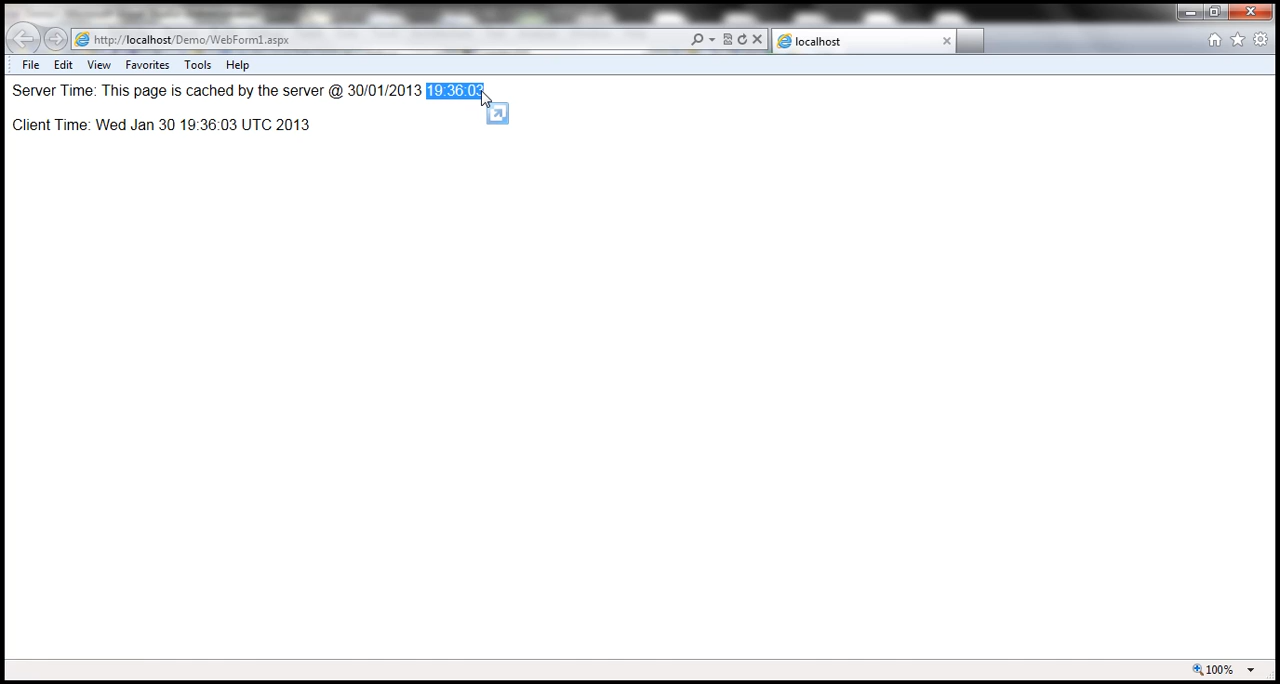 http://localhost/Demo/WebForm1.aspx
localhost
File Edit View Favorites Tools Help
Server Time: This page is cached by the server @ 30/01/2013 19:36:03
Client Time: Wed Jan 30 19:36:03 UTC 2013
100%